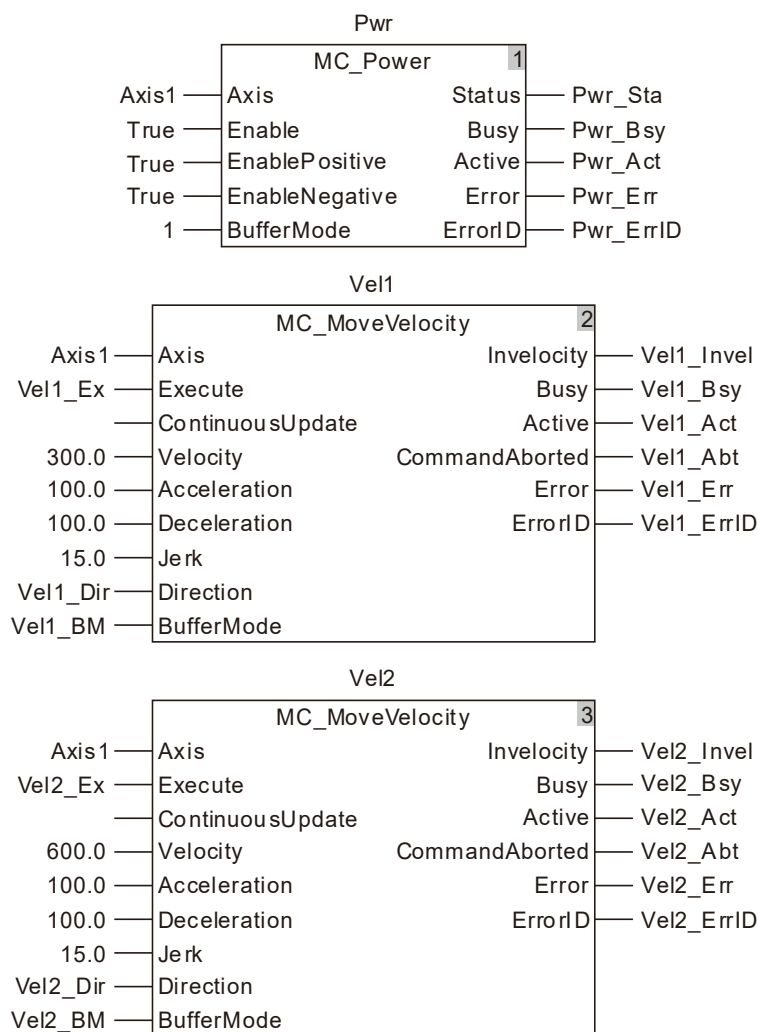 Pwr
MC_Power 1
Axis1 Axis Status Pwr_Sta
True Enable Busy Pwr_Bsy
True EnablePositive Active Pwr_Act
True EnableNegative Error Pwr_Err
1 BufferMode ErrorID Pwr_ErrID
Vel1
MC_MoveVelocity 2
Axis1 Axis Invelocity Vel1_Invel
Vel1_Ex Execute Busy Vel1_Bsy
ContinuousUpdate Active Vel1_Act
300.0 Velocity CommandAborted Vel1_Abt
100.0 Acceleration Error Vel1_Err
100.0 Deceleration ErrorID Vel1_ErrID
15.0 Jerk
Vel1_Dir Direction
Vel1_BM BufferMode
Vel2
MC_MoveVelocity 3
Axis1 Axis Invelocity Vel2_Invel
Vel2_Ex Execute Busy Vel2_Bsy
ContinuousUpdate Active Vel2_Act
600.0 Velocity CommandAborted Vel2_Abt
100.0 Acceleration Error Vel2_Err
100.0 Deceleration ErrorID Vel2_ErrID
15.0 Jerk
Vel2_Dir Direction
Vel2_BM BufferMode